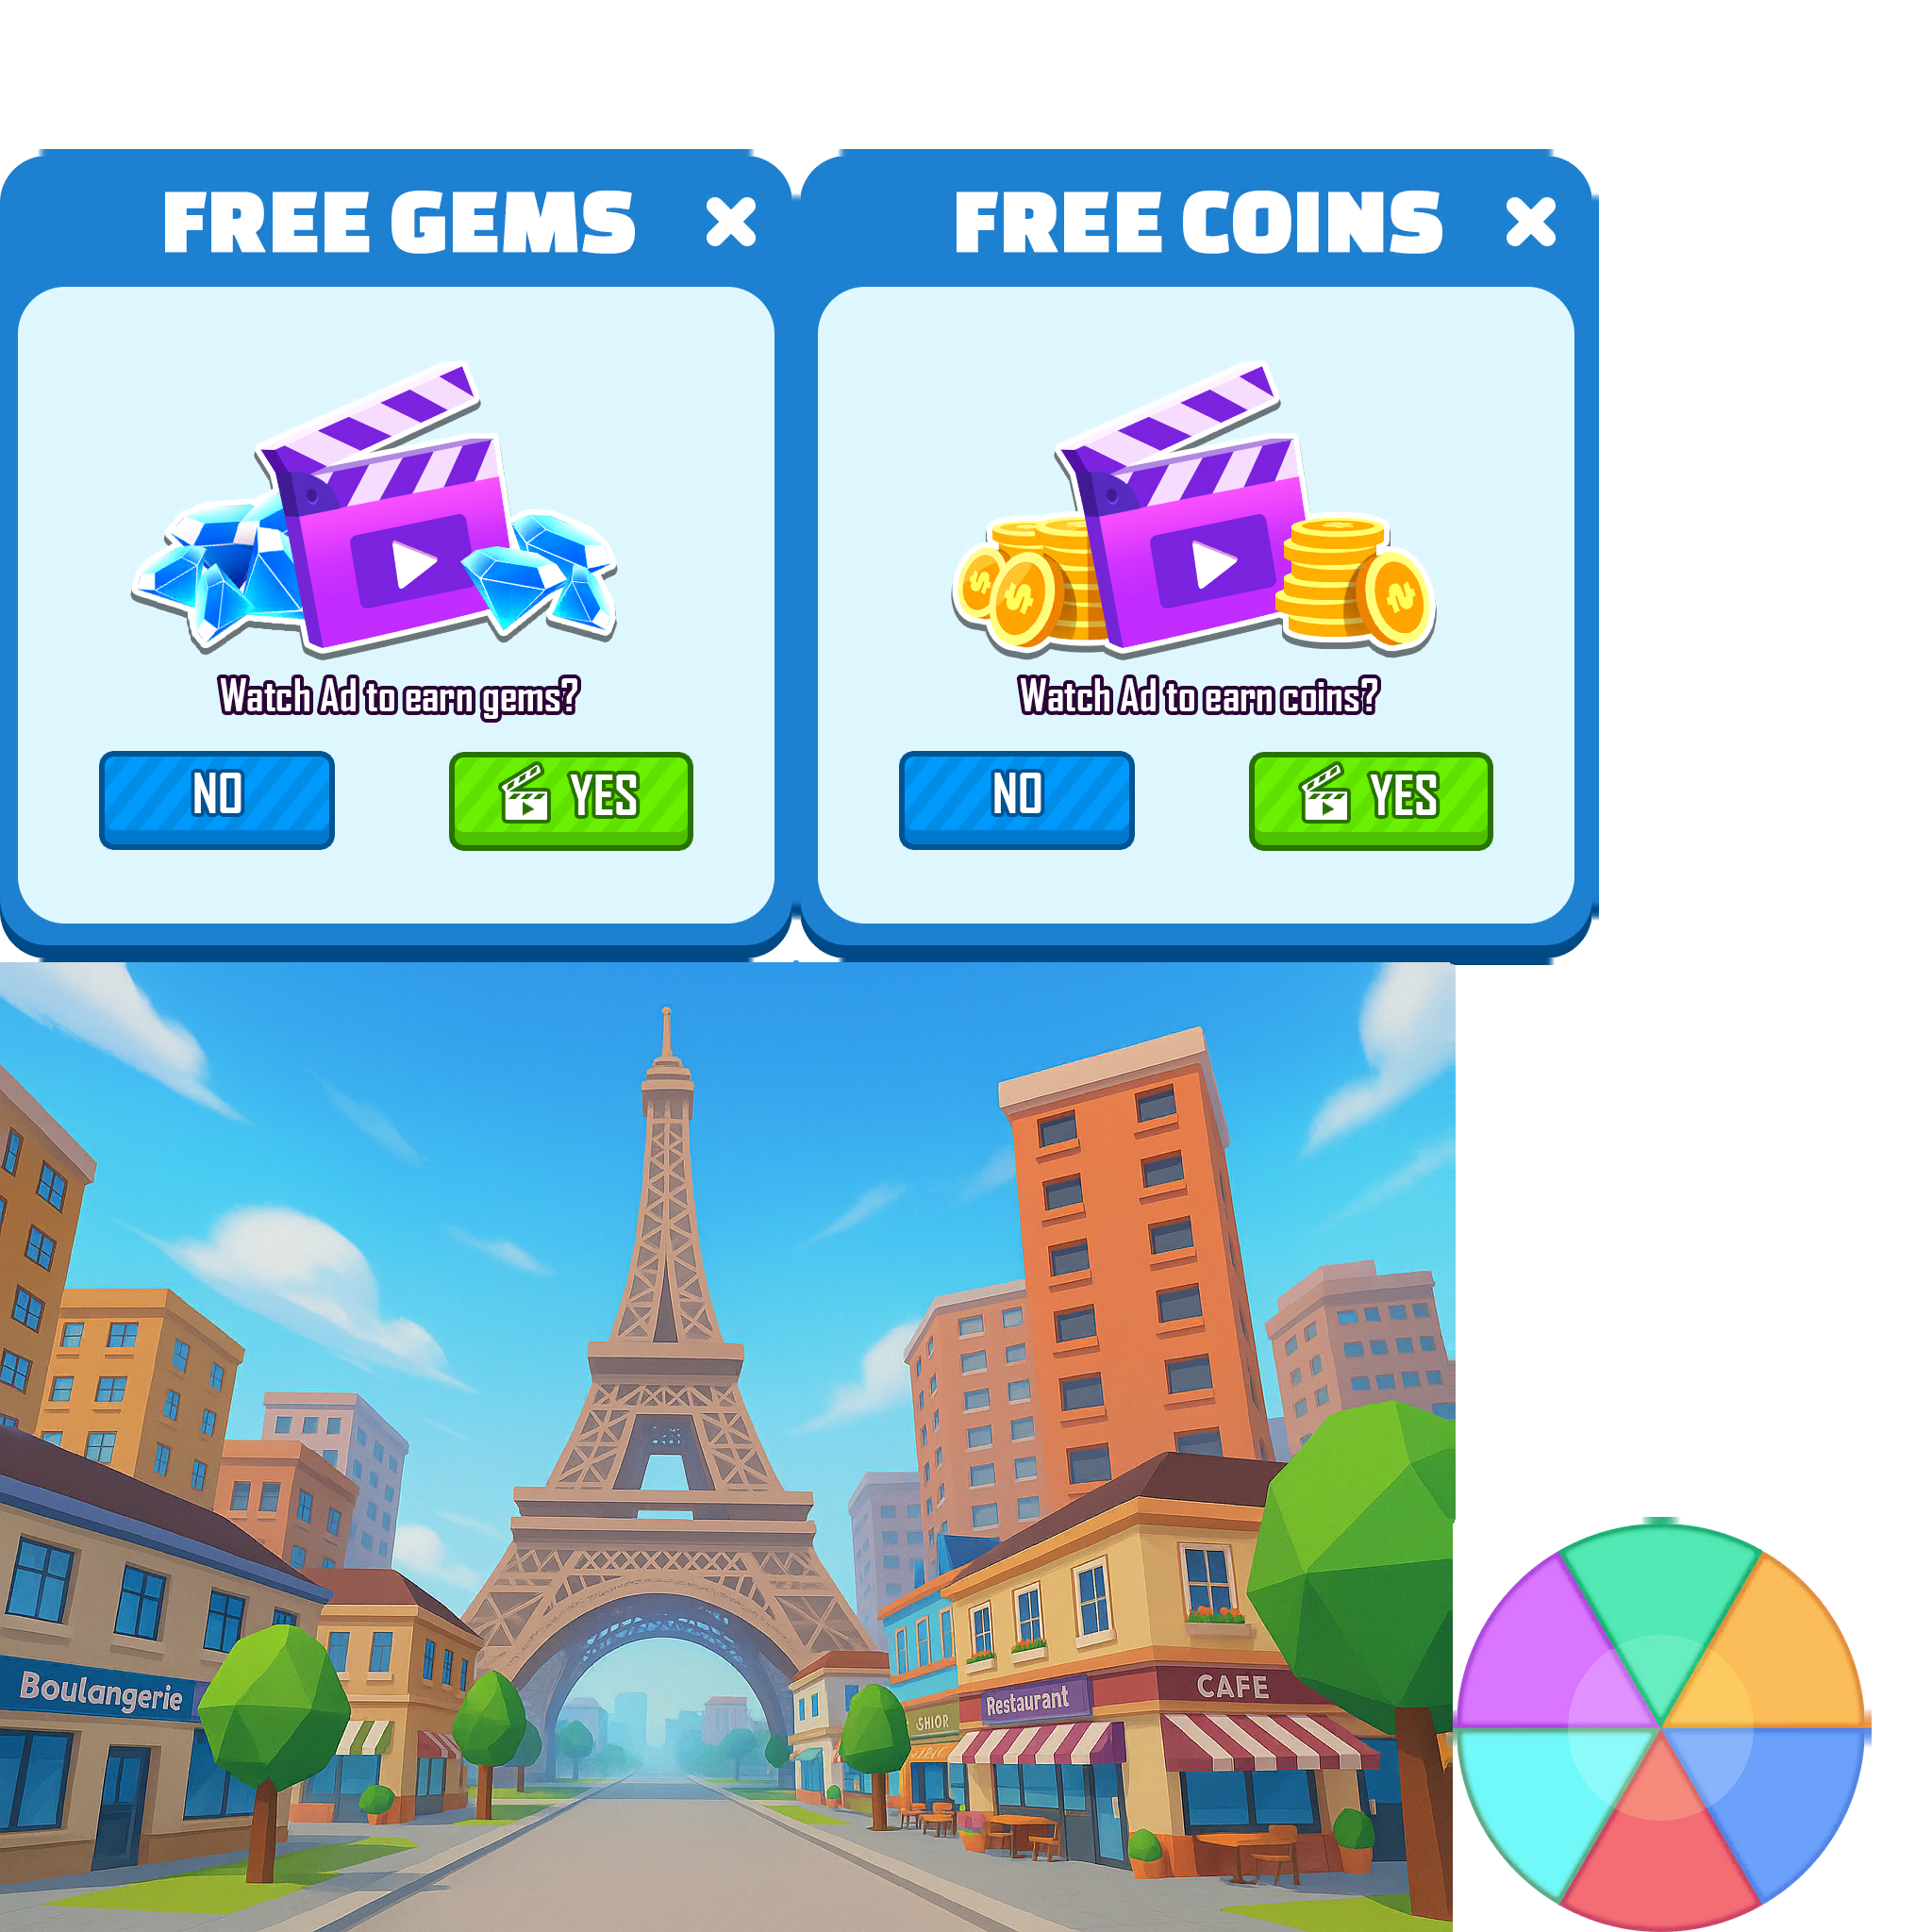 FREE GEMS
Watch Ad to earn gems?
NO
YES
FREE COINS
Watch Ad to earn coins?
NO
YES
Boulangerie
SHIOR
Restaurant
CAFE